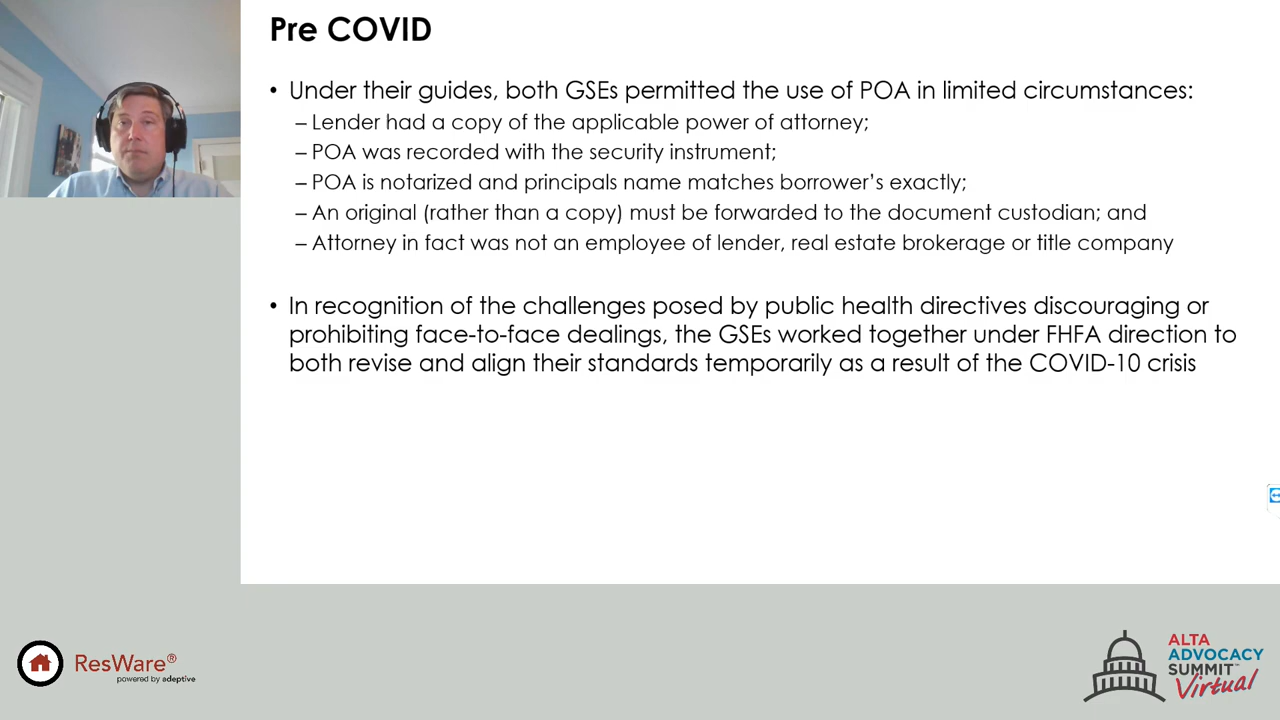 Pre COVID
• Under their guides, both GSEs permitted the use of POA in limited circumstances:
– Lender had a copy of the applicable power of attorney;
– POA was recorded with the security instrument;
– POA is notarized and principals name matches borrower's exactly;
– An original (rather than a copy) must be forwarded to the document custodian; and
– Attorney in fact was not an employee of lender, real estate brokerage or title company
• In recognition of the challenges posed by public health directives discouraging or
prohibiting face-to-face dealings, the GSEs worked together under FHFA direction to
both revise and align their standards temporarily as a result of the COVID-10 crisis
ResWare®
powered by adeptive
ALTA
ADVOCACY
SUMMIT™
Virtual